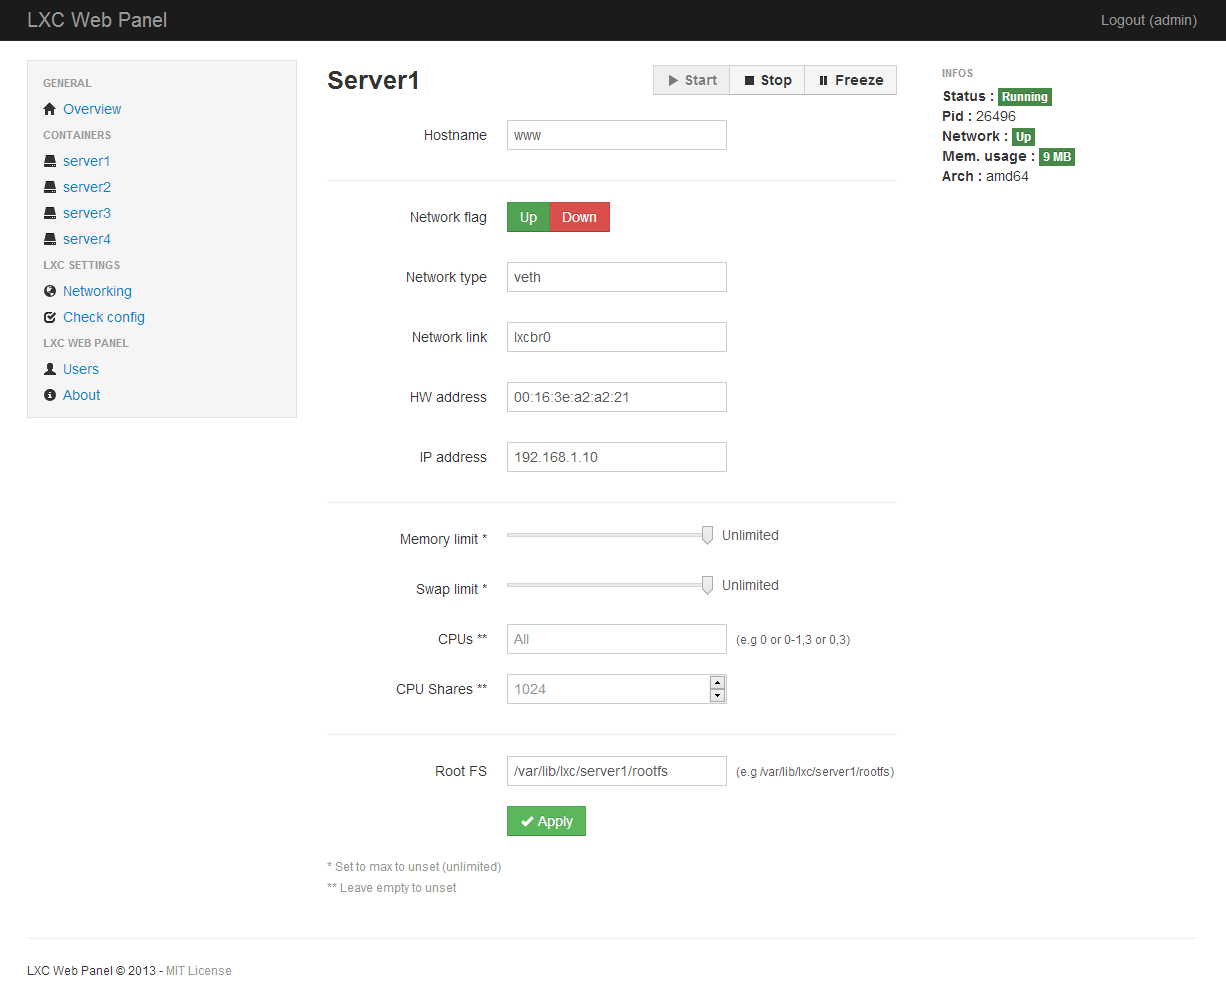 LXC Web Panel
Logout (admin)
GENERAL
Overview
CONTAINERS
server1
server2
server3
server4
LXC SETTINGS
Networking
Check config
LXC WEB PANEL
Users
About
Server1
Start Stop Freeze
Hostname www
Network flag Up Down
Network type veth
Network link lxcbr0
HW address 00:16:3e:a2:a2:21
IP address 192.168.1.10
Memory limit * Unlimited
Swap limit * Unlimited
CPUs ** All (e.g 0 or 0-1,3 or 0,3)
CPU Shares ** 1024
Root FS /var/lib/lxc/server1/rootfs (e.g /var/lib/lxc/server1/rootfs)
Apply
* Set to max to unset (unlimited)
** Leave empty to unset
INFOS
Status : Running
Pid : 26496
Network : Up
Mem. usage : 9 MB
Arch : amd64
LXC Web Panel © 2013 - MIT License